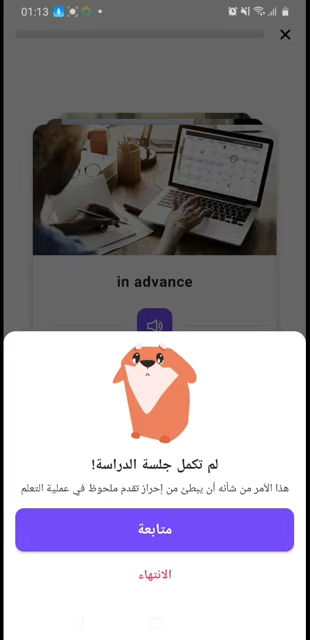 01:13
in advance
لم تكمل جلسة الدراسة!
هذا الأمر من شأنه أن يبطئ من إحراز تقدم ملحوظ في عملية التعلم
متابعة
الانتهاء